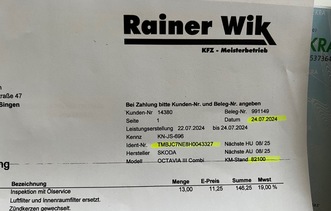 Rainer Wik
KFZ - Meisterbetrieb
KRA
straße 47
Singen
Bei Zahlung bitte Kunden-Nr. und Beleg-Nr. angeben
Kunden-Nr 14380 Beleg-Nr. 991149
Seite 1 Datum 24.07.2024
Leistungserstellung 22.07.2024 bis 24.07.2024
Kennz KN-JS-696
Ident-Nr. TMBJC7NE8H0043327 Nächste HU 08/ 25
Hersteller SKODA Nächste AU 08/ 25
Modell OCTAVIA III Combi KM-Stand 82100
ng
Bezeichnung Menge E-Preis Summe MwSt.
Inspektion mit Ölservice 13,00 11,25 146,25 19,00 %
Luftfilter und Innenraumfilter ersetzt.
Zündkerzen gewechselt.